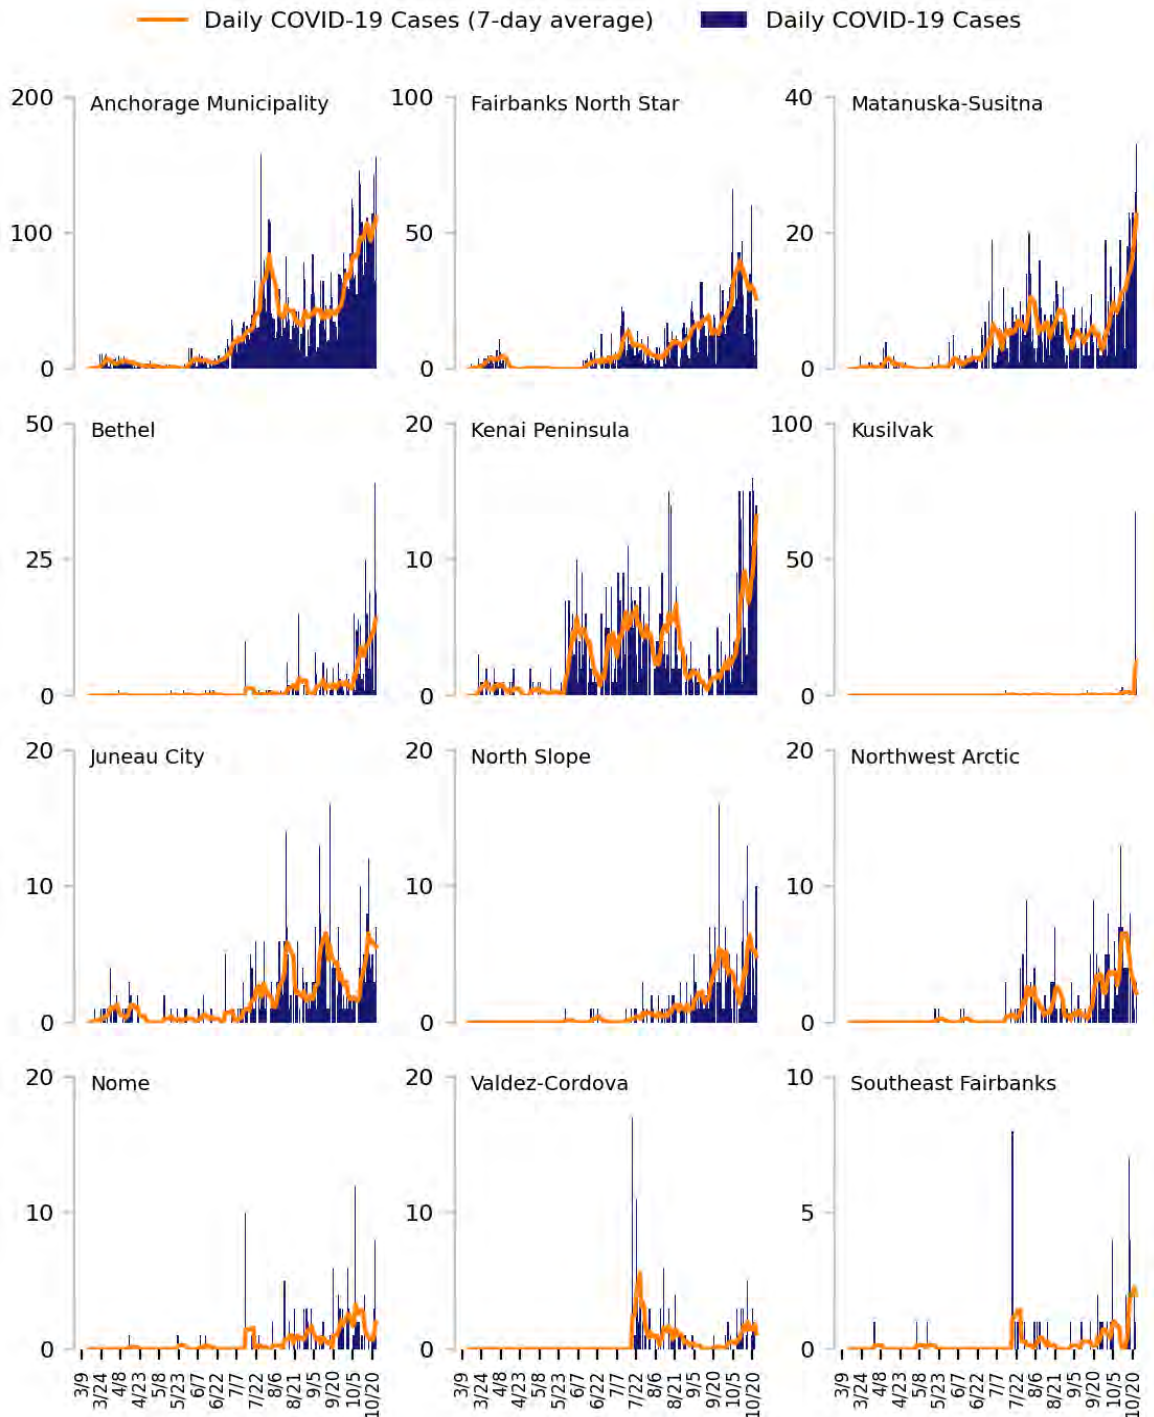 Daily COVID-19 Cases (7-day average) Daily COVID-19 Cases
200 Anchorage Municipality 100 Fairbanks North Star 40 Matanuska-Susitna
100 50 20
0 0 0
50 Bethel 20 Kenai Peninsula 100 Kusilvak
25 10 50
0 0 0
20 Juneau City 20 North Slope 20 Northwest Arctic
10 10 10
0 0 0
20 Nome 20 Valdez-Cordova 10 Southeast Fairbanks
10 10 5
0 0 0
3/9 3/24 4/8 4/23 5/8 5/23 6/7 6/22 7/7 7/22 8/6 8/21 9/5 9/20 10/5 10/20 3/9 3/24 4/8 4/23 5/8 5/23 6/7 6/22 7/7 7/22 8/6 8/21 9/5 9/20 10/5 10/20 3/9 3/24 4/8 4/23 5/8 5/23 6/7 6/22 7/7 7/22 8/6 8/21 9/5 9/20 10/5 10/20